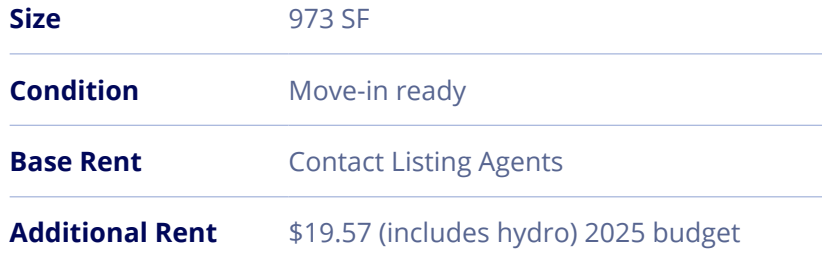 Size 973 SF
Condition Move-in ready
Base Rent Contact Listing Agents
Additional Rent $19.57 (includes hydro) 2025 budget